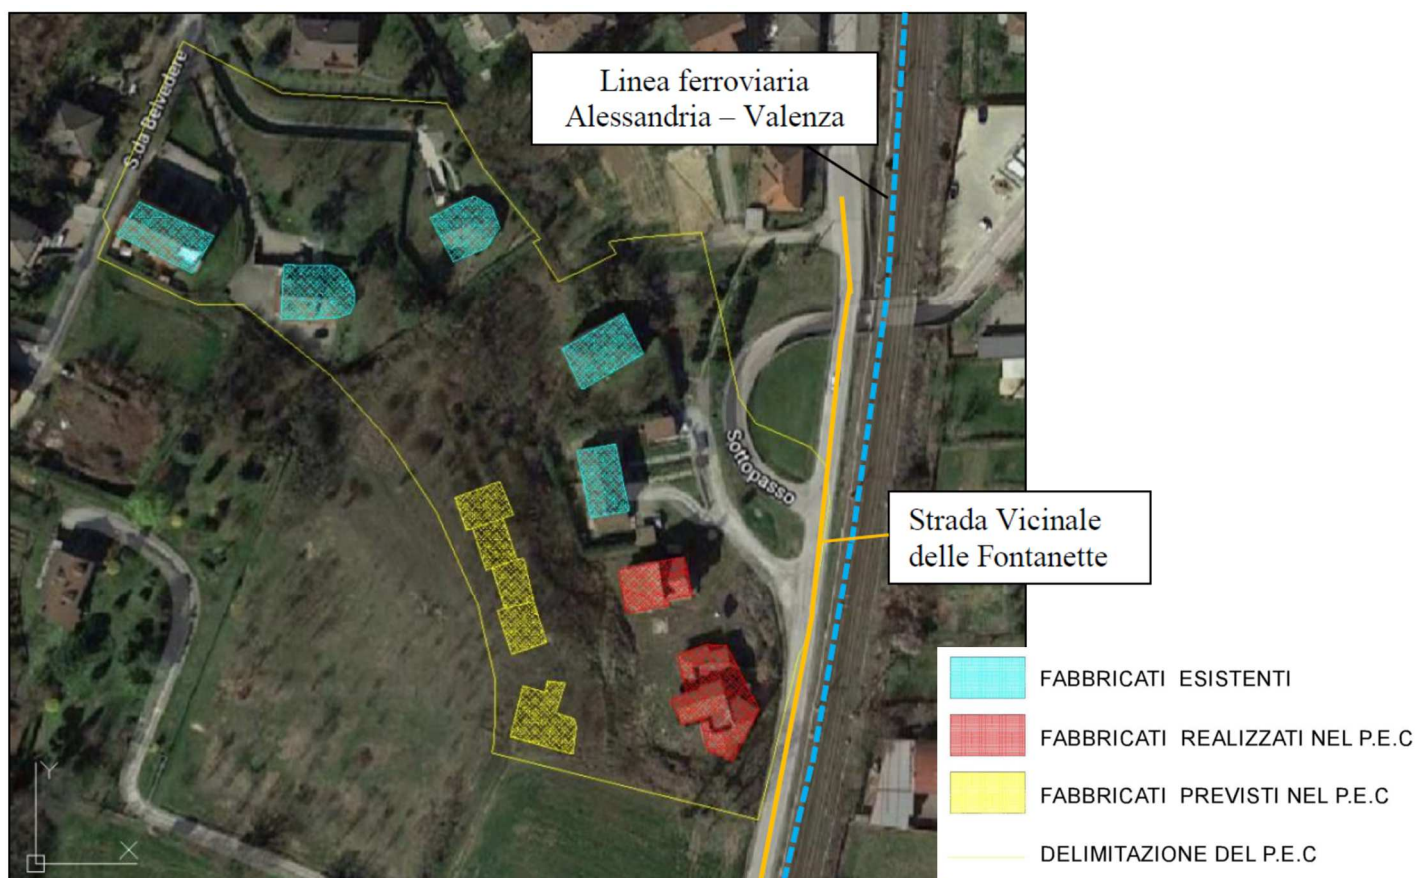 Linea ferroviaria
Alessandria – Valenza
S.da Belvedere
Sottopasso
Strada Vicinale
delle Fontanette
FABBRICATI ESISTENTI
FABBRICATI REALIZZATI NEL P.E.C
FABBRICATI PREVISTI NEL P.E.C
DELIMITAZIONE DEL P.E.C
Y
X